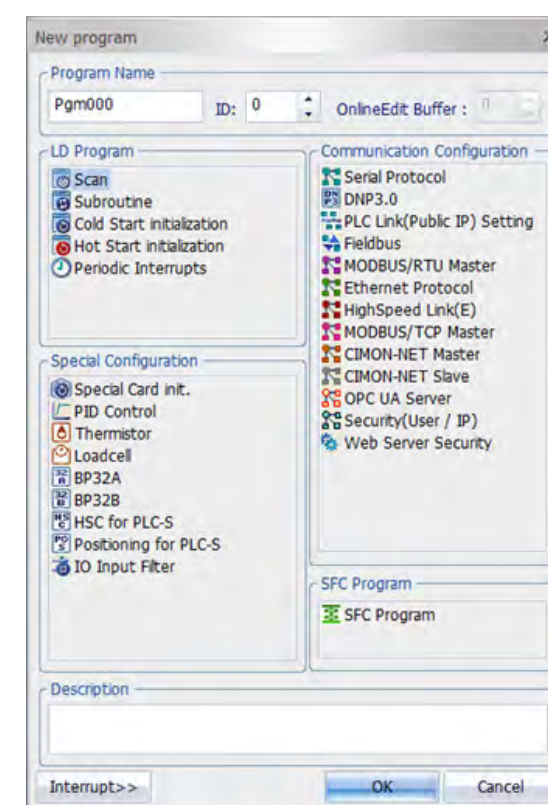 New program
Program Name
Pgm000
ID: 0
OnlineEdit Buffer : 0
LD Program
Scan
Subroutine
Cold Start initialization
Hot Start initialization
Periodic Interrupts
Special Configuration
Special Card init.
PID Control
Thermistor
Loadcell
BP32A
BP32B
HSC for PLC-S
Positioning for PLC-S
IO Input Filter
Communication Configuration
Serial Protocol
DNP3.0
PLC Link(Public IP) Setting
Fieldbus
MODBUS/RTU Master
Ethernet Protocol
HighSpeed Link(E)
MODBUS/TCP Master
CIMON-NET Master
CIMON-NET Slave
OPC UA Server
Security(User / IP)
Web Server Security
SFC Program
SFC Program
Description
Interrupt>>
OK
Cancel